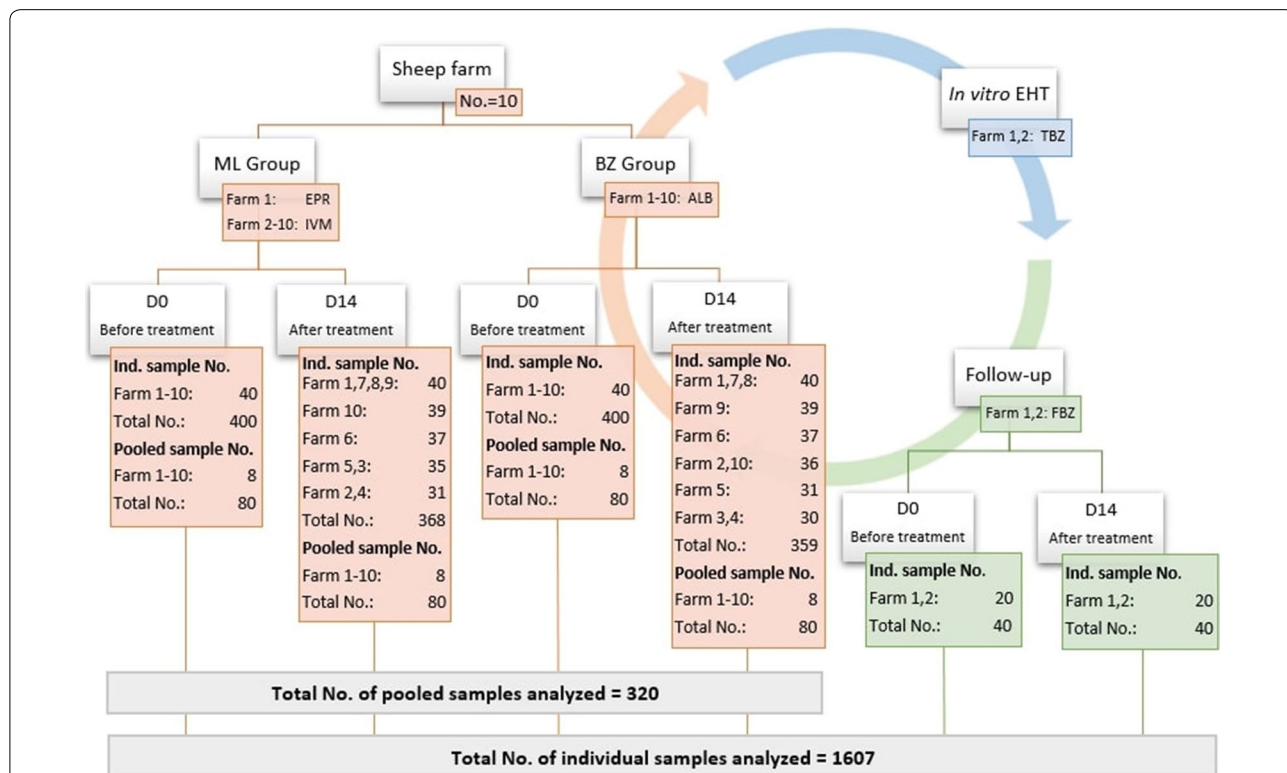 Sheep farm
No.=10
ML Group
Farm 1: EPR
Farm 2-10: IVM
D0
Before treatment
Ind. sample No.
Farm 1-10: 40
Total No.: 400
Pooled sample No.
Farm 1-10: 8
Total No.: 80
D14
After treatment
Ind. sample No.
Farm 1,7,8,9: 40
Farm 10: 39
Farm 6: 37
Farm 5,3: 35
Farm 2,4: 31
Total No.: 368
Pooled sample No.
Farm 1-10: 8
Total No.: 80
BZ Group
Farm 1-10: ALB
D0
Before treatment
Ind. sample No.
Farm 1-10: 40
Total No.: 400
Pooled sample No.
Farm 1-10: 8
Total No.: 80
D14
After treatment
Ind. sample No.
Farm 1,7,8: 40
Farm 9: 39
Farm 6: 37
Farm 2,10: 36
Farm 5: 31
Farm 3,4: 30
Total No.: 359
Pooled sample No.
Farm 1-10: 8
Total No.: 80
In vitro EHT
Farm 1,2: TBZ
Follow-up
Farm 1,2: FBZ
D0
Before treatment
Ind. sample No.
Farm 1,2: 20
Total No.: 40
D14
After treatment
Ind. sample No.
Farm 1,2: 20
Total No.: 40
Total No. of pooled samples analyzed = 320
Total No. of individual samples analyzed = 1607